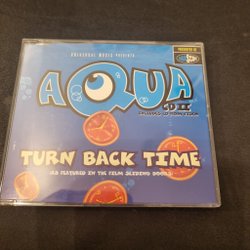 UNIVERSAL MUSIC PRESENTS
AQUA
CD II
TURN BACK TIME
(AS FEATURED IN THE FILM SLIDING DOORS)